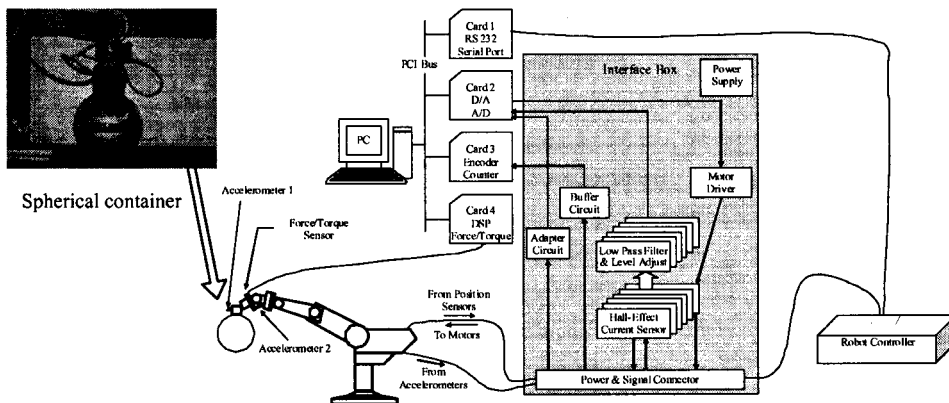 Card 1
RS 232
Serial Port
PCI Bus
Interface Box
Power
Supply
Card 2
D/A
A/D
PC
Card 3
Encoder
Counter
Motor
Driver
Spherical container
Accelerometer 1
Buffer
Circuit
Force/Torque
Sensor
Card 4
DSP
Force/Torque
Adapter
Circuit
Low Pass Filter
& Level Adjust
From Position
Sensors
Hall-Effect
Current Sensor
To Motors
Accelerometer 2
Robot Controller
From
Accelerometers
Power & Signal Connector